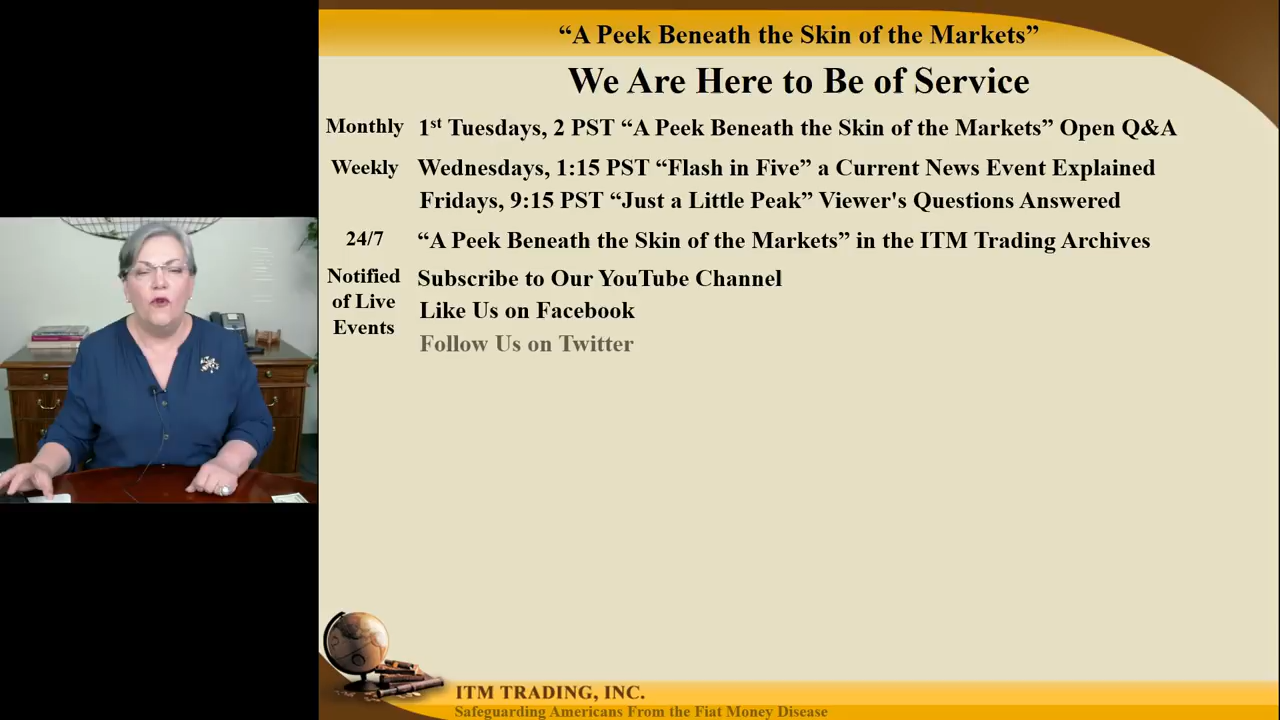 “A Peek Beneath the Skin of the Markets”
We Are Here to Be of Service
Monthly 1st Tuesdays, 2 PST “A Peek Beneath the Skin of the Markets” Open Q&A
Weekly Wednesdays, 1:15 PST “Flash in Five” a Current News Event Explained
Fridays, 9:15 PST “Just a Little Peak” Viewer's Questions Answered
24/7 “A Peek Beneath the Skin of the Markets” in the ITM Trading Archives
Notified of Live Events
Subscribe to Our YouTube Channel
Like Us on Facebook
Follow Us on Twitter
ITM TRADING, INC.
Safeguarding Americans From the Fiat Money Disease